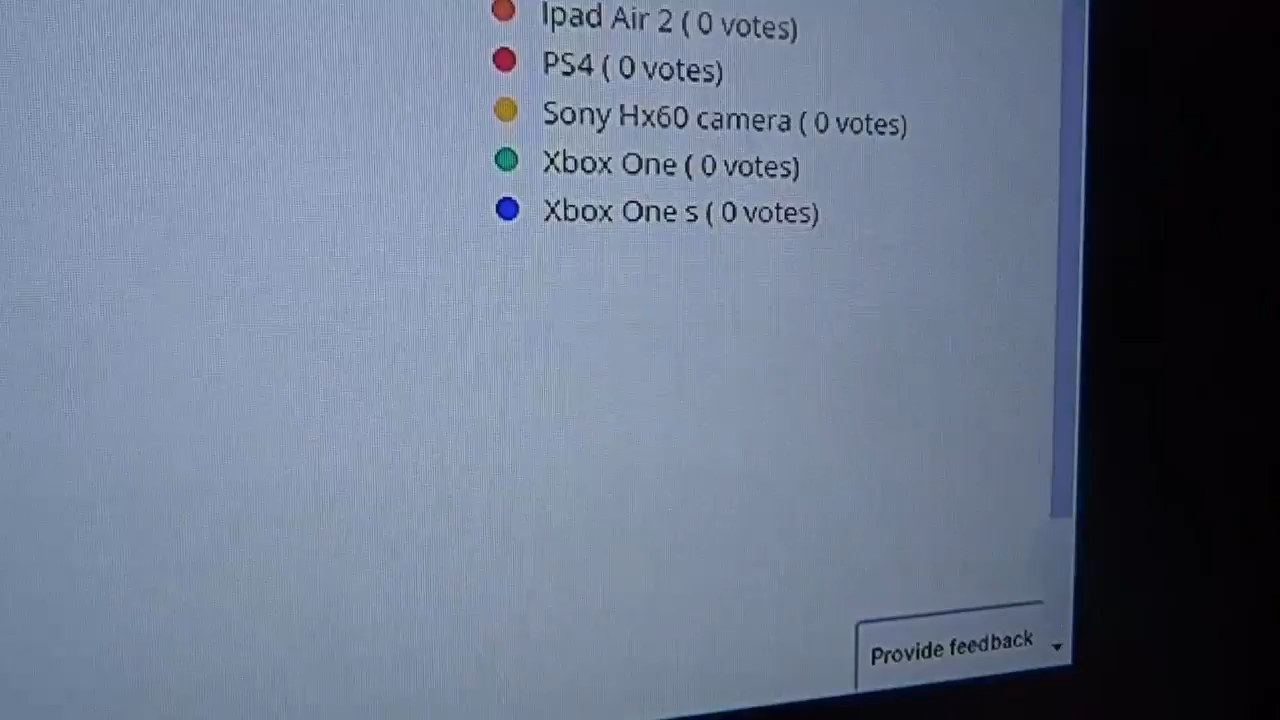 Ipad Air 2 ( 0 votes)
PS4 ( 0 votes)
Sony Hx60 camera ( 0 votes)
Xbox One ( 0 votes)
Xbox One s ( 0 votes)
Provide feedback